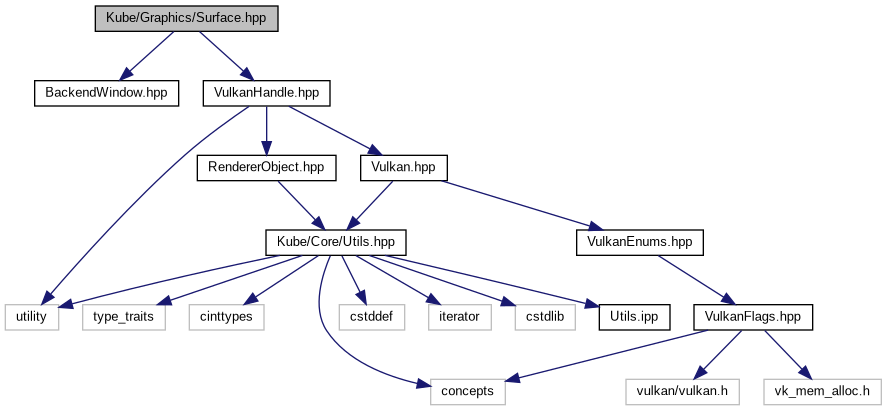 Kube/Graphics/Surface.hpp
BackendWindow.hpp
VulkanHandle.hpp
RendererObject.hpp
Vulkan.hpp
Kube/Core/Utils.hpp
VulkanEnums.hpp
utility
type_traits
cinttypes
cstddef
iterator
cstdlib
Utils.ipp
VulkanFlags.hpp
concepts
vulkan/vulkan.h
vk_mem_alloc.h